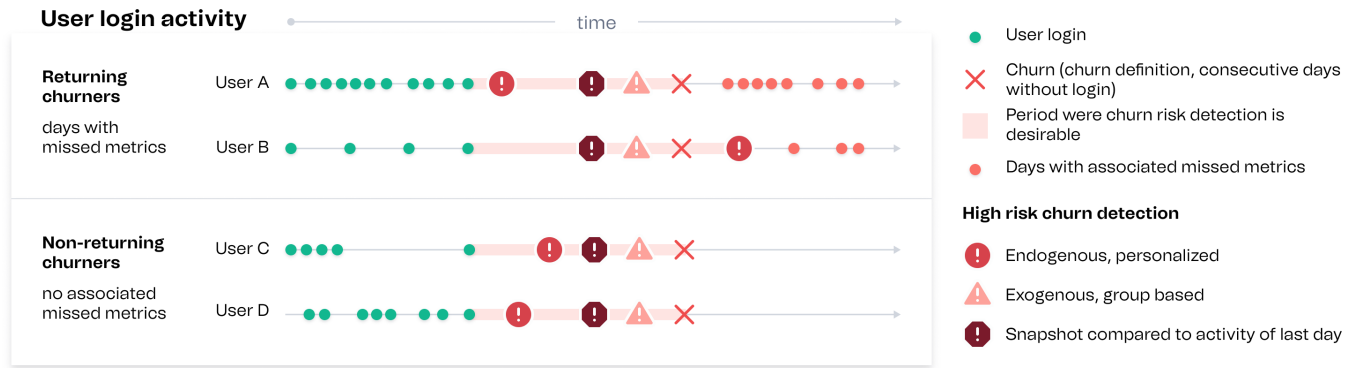 User login activity
time
Returning
churners
days with
missed metrics
User A
User B
Non-returning
churners
no associated
missed metrics
User C
User D
User login
Churn (churn definition, consecutive days
without login)
Period were churn risk detection is
desirable
Days with associated missed metrics
High risk churn detection
Endogenous, personalized
Exogenous, group based
Snapshot compared to activity of last day